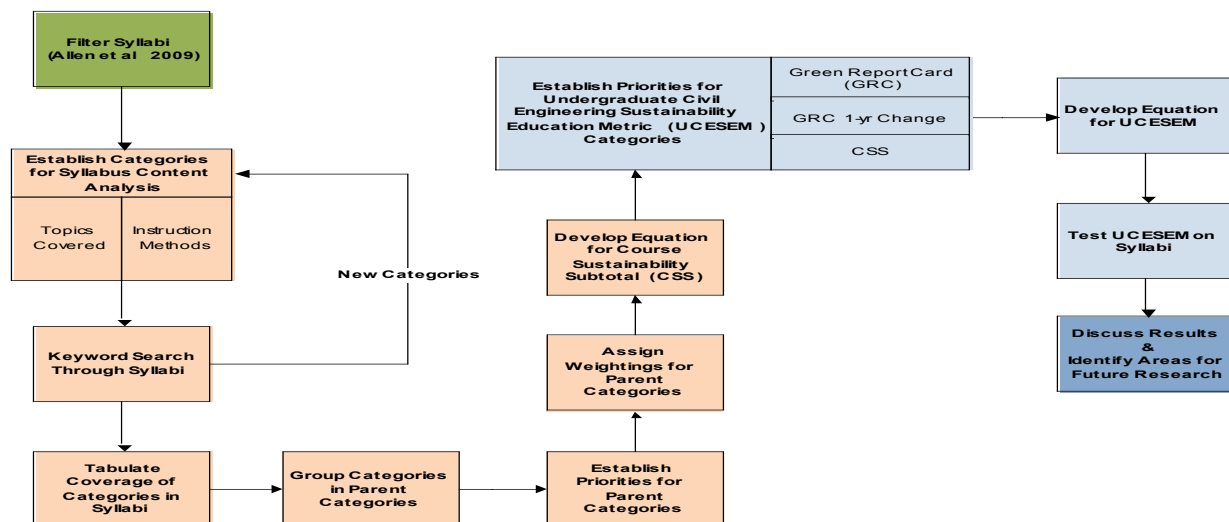 Filter Syllabi
(Allen et al 2009)
Establish Categories
for Syllabus Content
Analysis
Topics
Covered
Instruction
Methods
New Categories
Keyword Search
Through Syllabi
Tabulate
Coverage of
Categories in
Syllabi
Group Categories
in Parent
Categories
Establish
Priorities for
Parent
Categories
Assign
Weightings for
Parent
Categories
Develop Equation
for Course
Sustainability
Subtotal (CSS)
Establish Priorities for
Undergraduate Civil
Engineering Sustainability
Education Metric (UCESEM )
Categories
Green Report Card
(GRC)
GRC 1-yr Change
CSS
Develop Equation
for UCESEM
Test UCESEM on
Syllabi
Discuss Results
&
Identify Areas for
Future Research